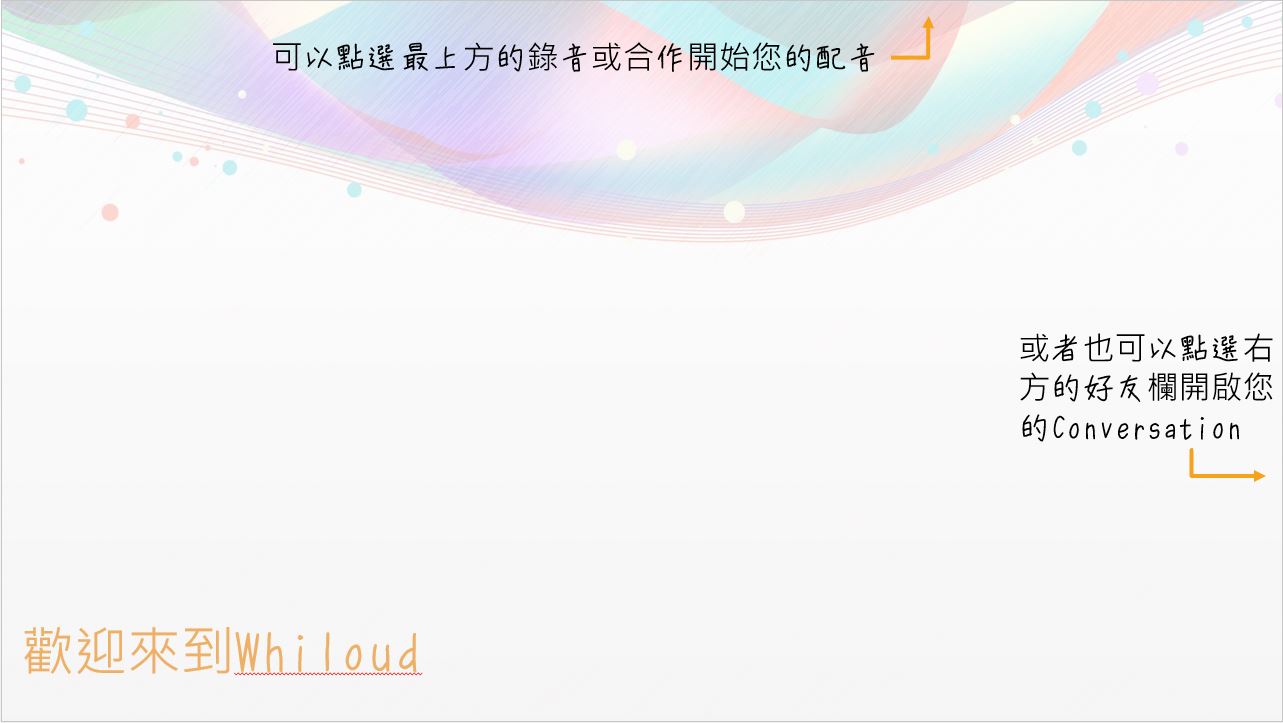 可以點選最上方的錄音或合作開始您的配音
或者也可以點選右
方的好友欄開啟您
的Conversation
歡迎來到Whiloud